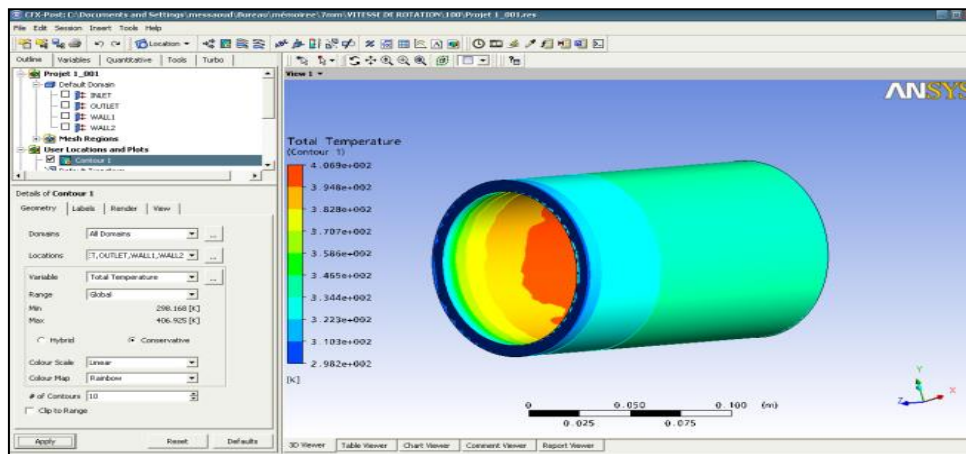 CFX-Post: C:\Documents and Settings\messaoud\Bureau\mémoiree\7mm\VITESSE DE ROTATION\100\Projet 1_001.res
File Edit Session Insert Tools Help
Location
Outline Variables Quantitative Tools Turbo
Projet 1_001
Default Domain
INLET
OUTLET
WALL1
WALL2
Mesh Regions
User Locations and Plots
Contour 1
Details of Contour 1
Geometry Labels Render View
Domains All Domains
Locations ET,OUTLET,WALL1,WALL2
Variable Total Temperature
Range Global
Min 298.168 [K]
Max 406.925 [K]
Hybrid Conservative
Colour Scale Linear
Colour Map Rainbow
# of Contours 10
Clip to Range
Apply Reset Defaults
View 1
ANSYS
Total Temperature
(Contour 1)
4.069e+002
3.948e+002
3.828e+002
3.707e+002
3.586e+002
3.465e+002
3.344e+002
3.223e+002
3.103e+002
2.982e+002
[K]
0 0.050 0.100 (m)
0.025 0.075
Y
X
Z
3D Viewer Table Viewer Chart Viewer Comment Viewer Report Viewer